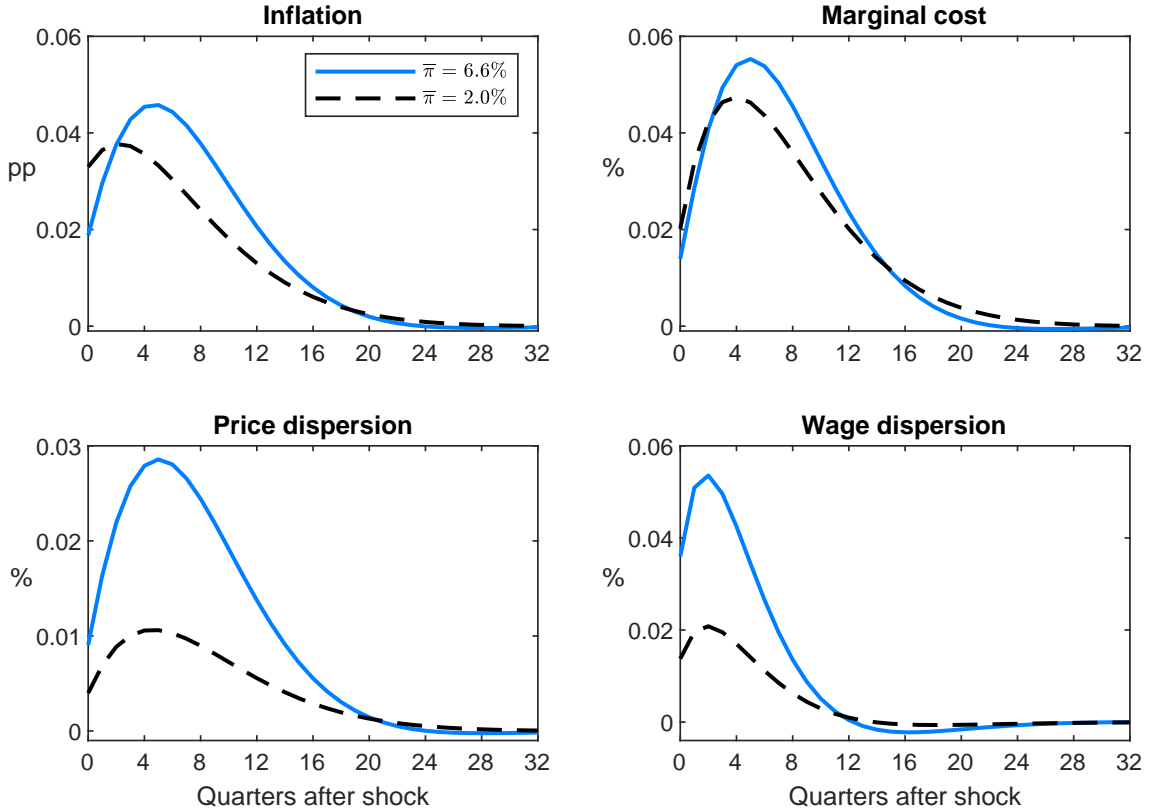 Inflation
0.06
0.04
pp
0.02
0
0 4 8 12 16 20 24 28 32
π̅ = 6.6%
π̅ = 2.0%
Marginal cost
0.06
0.04
%
0.02
0
0 4 8 12 16 20 24 28 32
Price dispersion
0.03
0.02
%
0.01
0
0 4 8 12 16 20 24 28 32
Quarters after shock
Wage dispersion
0.06
0.04
%
0.02
0
0 4 8 12 16 20 24 28 32
Quarters after shock